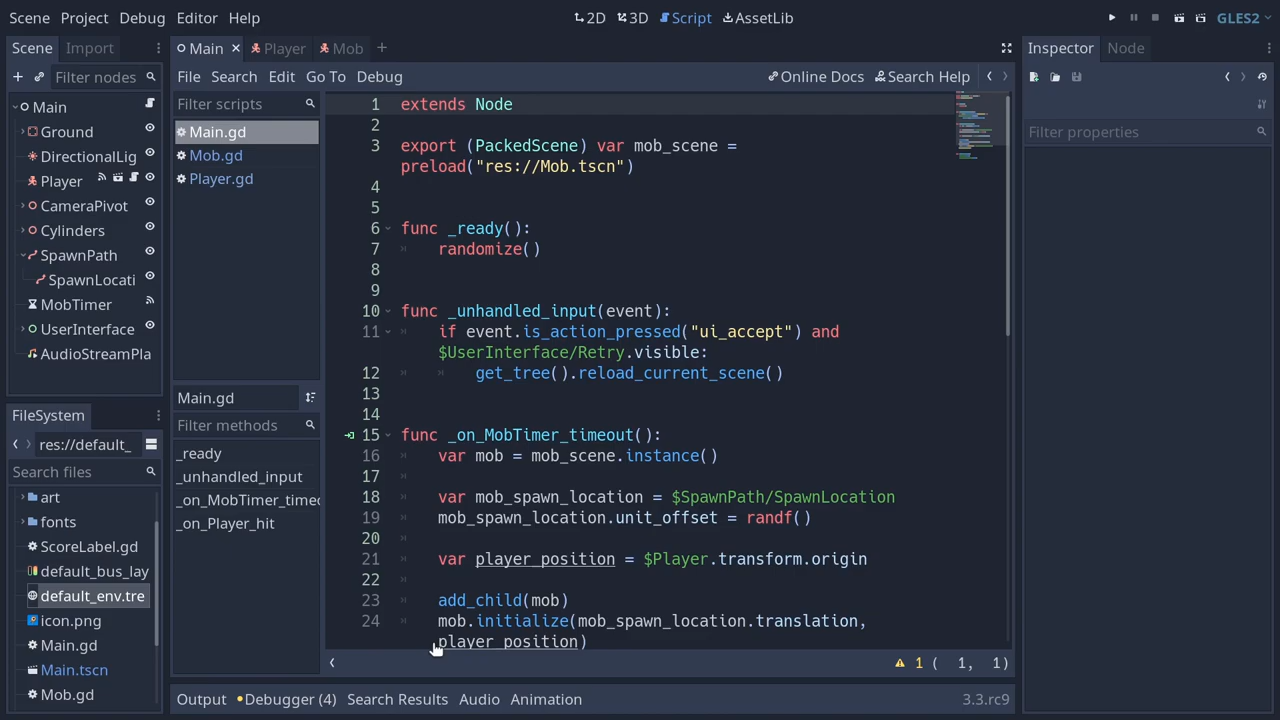 Scene Project Debug Editor Help 2D 3D Script AssetLib GLES2
Scene Import
Filter nodes
Main
Ground
DirectionalLig
Player
CameraPivot
Cylinders
SpawnPath
SpawnLocati
MobTimer
UserInterface
AudioStreamPla
FileSystem
res://default_
Search files
art
fonts
ScoreLabel.gd
default_bus_lay
default_env.tre
icon.png
Main.gd
Main.tscn
Mob.gd
Main Player Mob
File Search Edit Go To Debug Online Docs Search Help
Filter scripts
Main.gd
Mob.gd
Player.gd
Main.gd
Filter methods
_ready
_unhandled_input
_on_MobTimer_timeo
_on_Player_hit
1 extends Node
2
3 export (PackedScene) var mob_scene =
preload("res://Mob.tscn")
4
5
6 func _ready():
7 randomize()
8
9
10 func _unhandled_input(event):
11 if event.is_action_pressed("ui_accept") and
$UserInterface/Retry.visible:
12 get_tree().reload_current_scene()
13
14
15 func _on_MobTimer_timeout():
16 var mob = mob_scene.instance()
17
18 var mob_spawn_location = $SpawnPath/SpawnLocation
19 mob_spawn_location.unit_offset = randf()
20
21 var player_position = $Player.transform.origin
22
23 add_child(mob)
24 mob.initialize(mob_spawn_location.translation,
player_position)
1 ( 1, 1)
Output Debugger (4) Search Results Audio Animation 3.3.rc9
Inspector Node
Filter properties